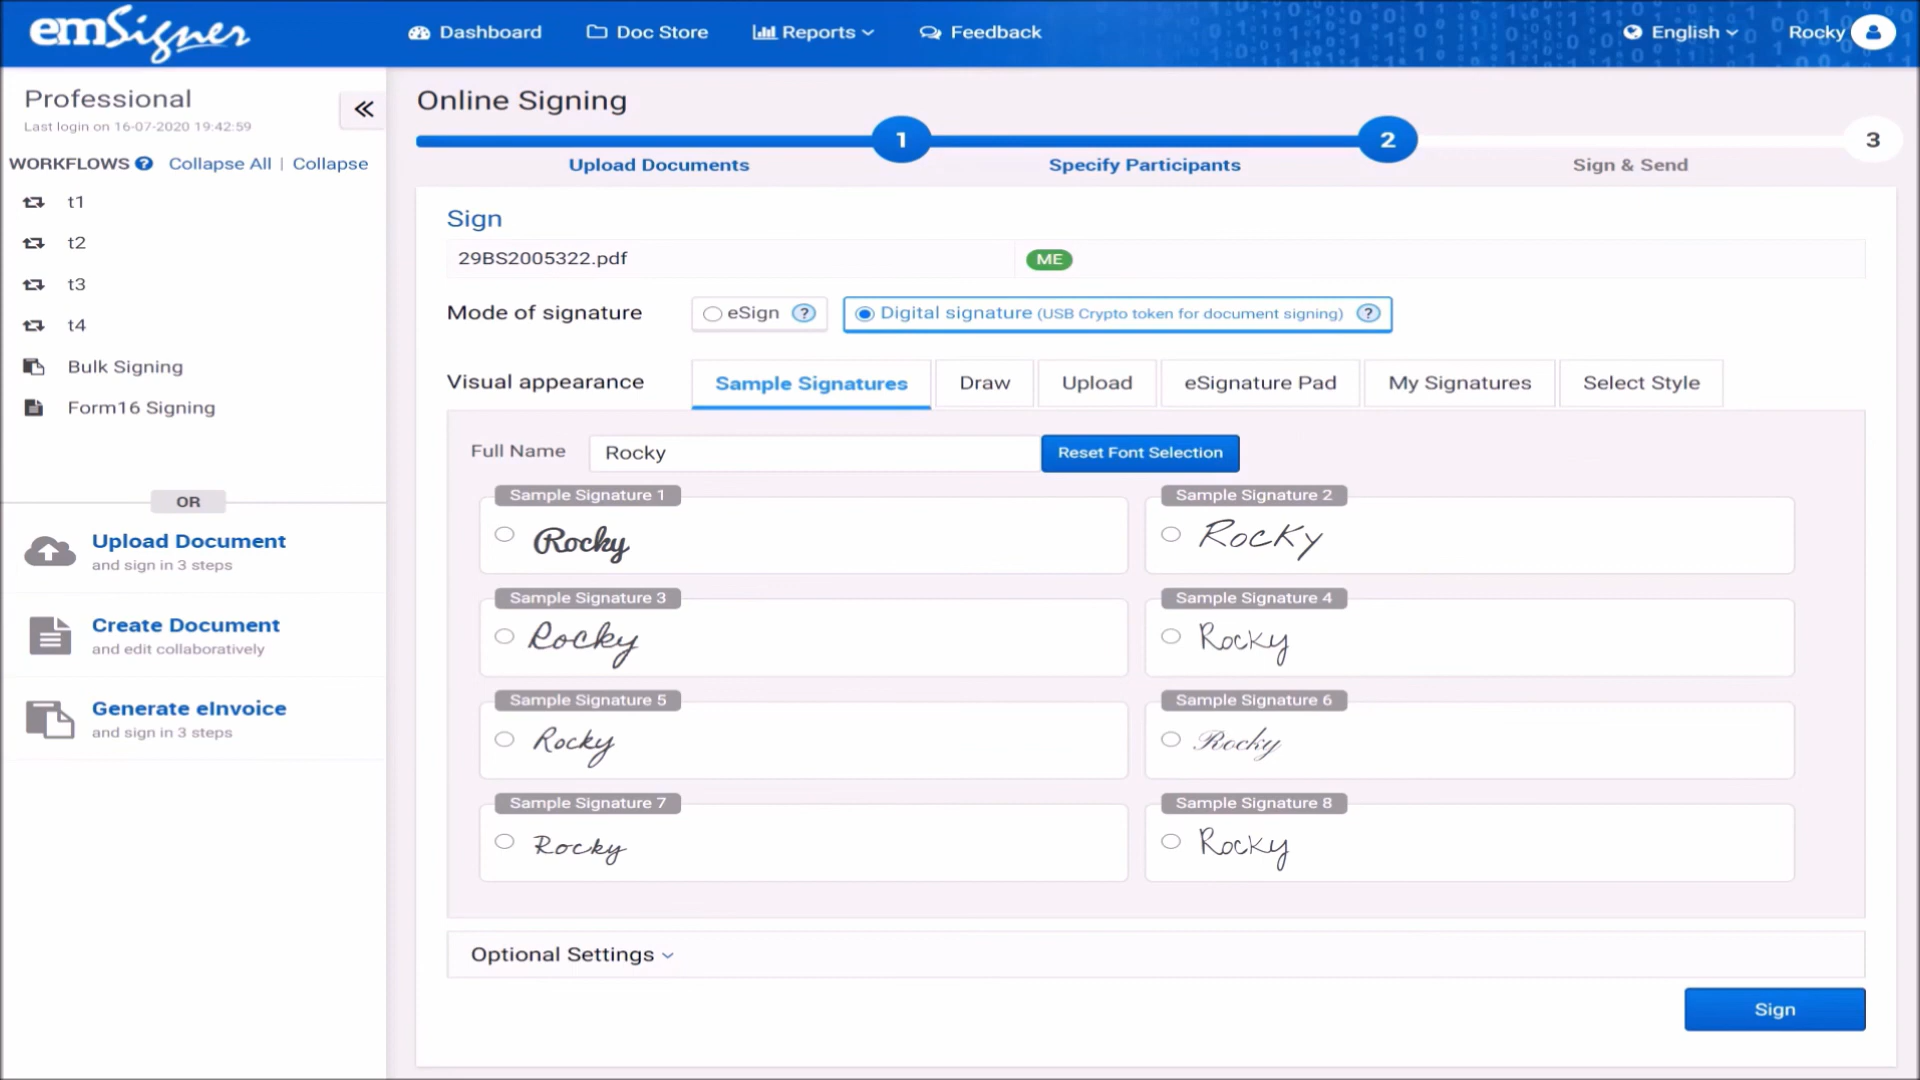 emSigner Dashboard Doc Store Reports Feedback English Rocky
Professional
Last login on 16-07-2020 19:42:59
WORKFLOWS ? Collapse All | Collapse
t1
t2
t3
t4
Bulk Signing
Form16 Signing
OR
Upload Document
and sign in 3 steps
Create Document
and edit collaboratively
Generate eInvoice
and sign in 3 steps
Online Signing
1 2 3
Upload Documents Specify Participants Sign & Send
Sign
29BS2005322.pdf ME
Mode of signature eSign ? Digital signature (USB Crypto token for document signing) ?
Visual appearance Sample Signatures Draw Upload eSignature Pad My Signatures Select Style
Full Name Rocky Reset Font Selection
Sample Signature 1 Sample Signature 2
Rocky Rocky
Sample Signature 3 Sample Signature 4
Rocky Rocky
Sample Signature 5 Sample Signature 6
Rocky Rocky
Sample Signature 7 Sample Signature 8
Rocky Rocky
Optional Settings
Sign